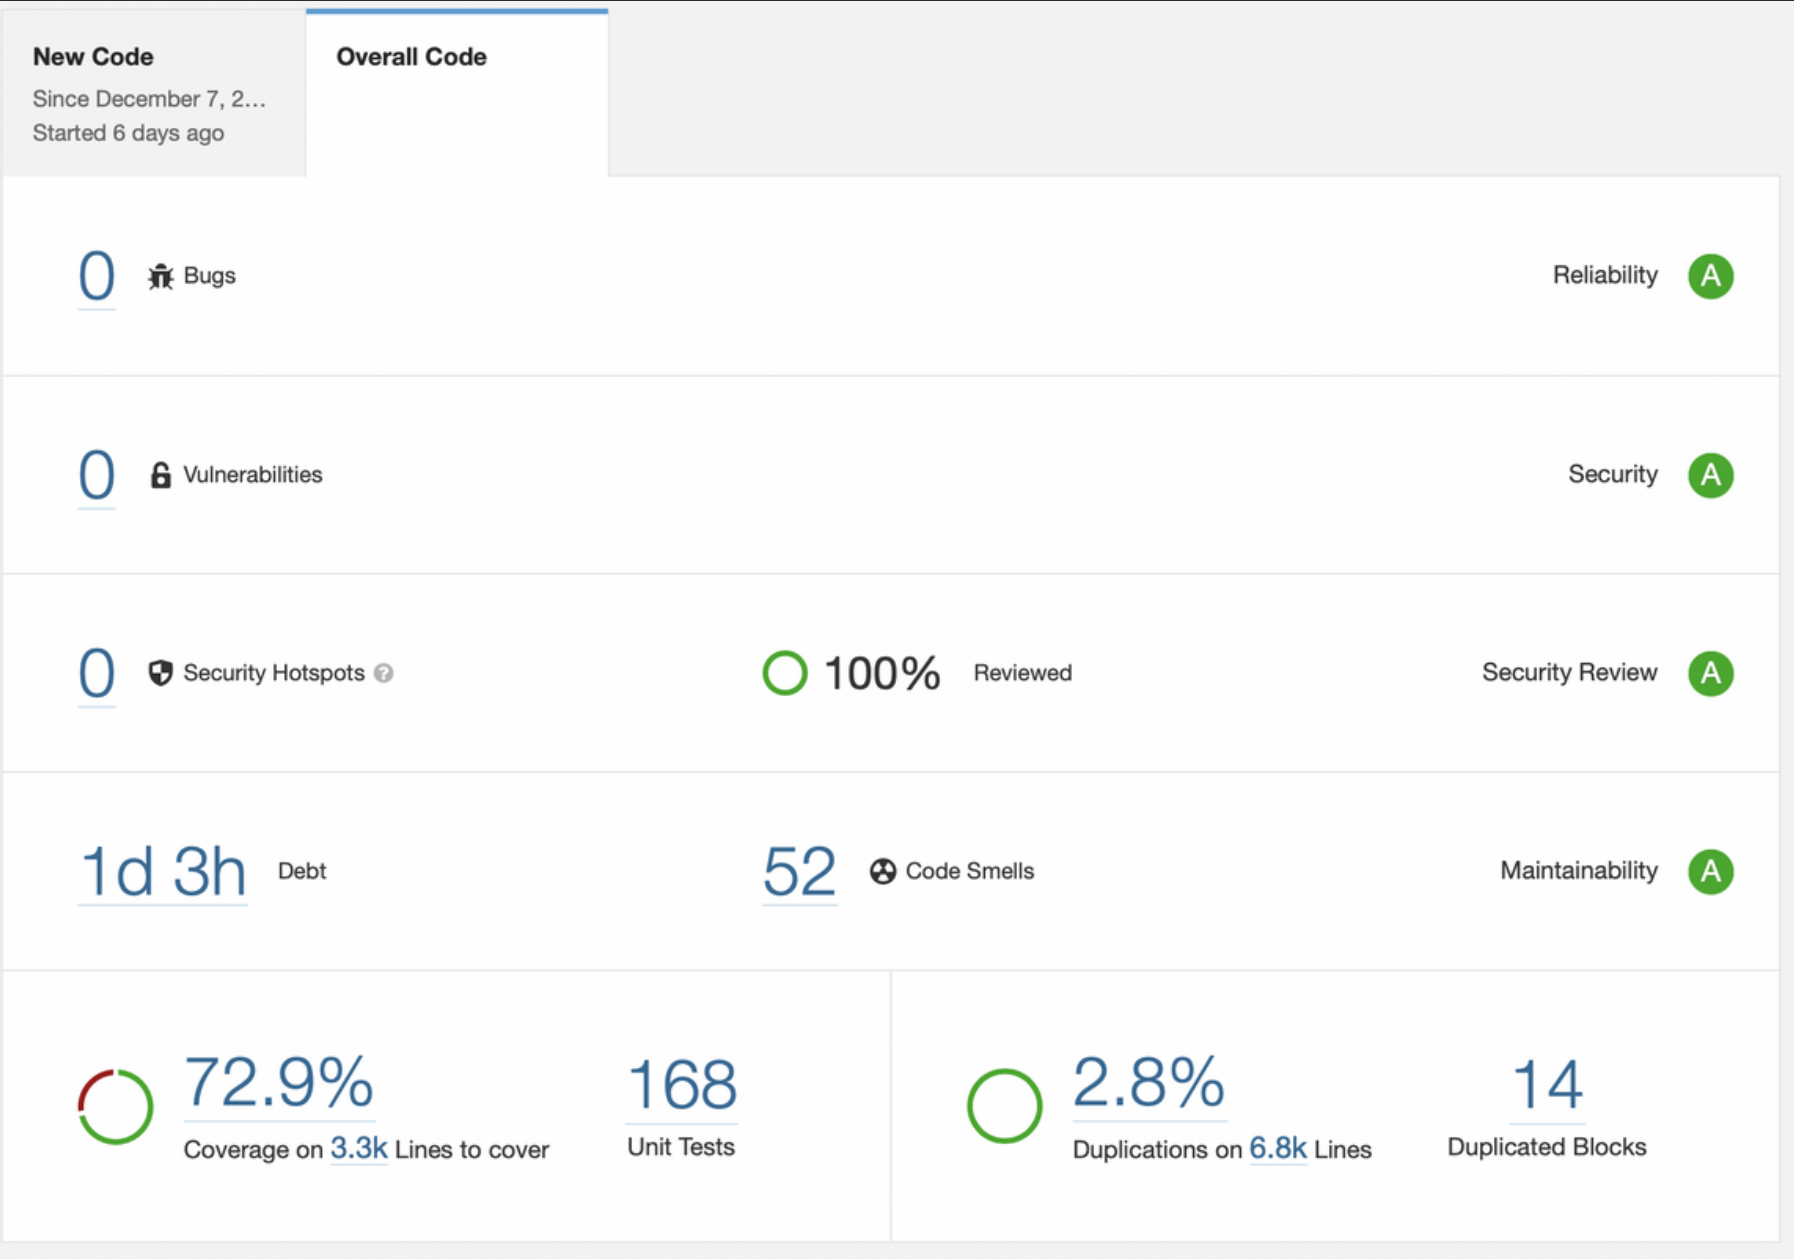 New Code
Since December 7, 2...
Started 6 days ago
Overall Code
0 Bugs
Reliability A
0 Vulnerabilities
Security A
0 Security Hotspots ?
100% Reviewed
Security Review A
1d 3h Debt
52 Code Smells
Maintainability A
72.9%
Coverage on 3.3k Lines to cover
168
Unit Tests
2.8%
Duplications on 6.8k Lines
14
Duplicated Blocks